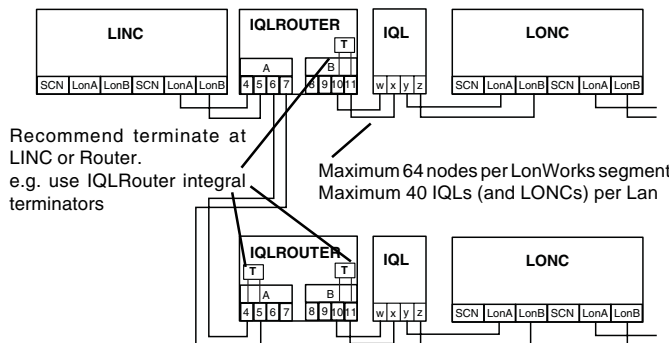 LINC
IQLROUTER
IQL
LONC
T
A
B
SCN LonA LonB SCN LonA LonB
4 5 6 7
8 9 10 11
w x y z
SCN LonA LonB SCN LonA LonB
Recommend terminate at
LINC or Router.
e.g. use IQLRouter integral
terminators
Maximum 64 nodes per LonWorks segment
Maximum 40 IQLs (and LONCs) per Lan
IQLROUTER
IQL
LONC
T
T
A
B
4 5 6 7
8 9 10 11
w x y z
SCN LonA LonB SCN LonA LonB